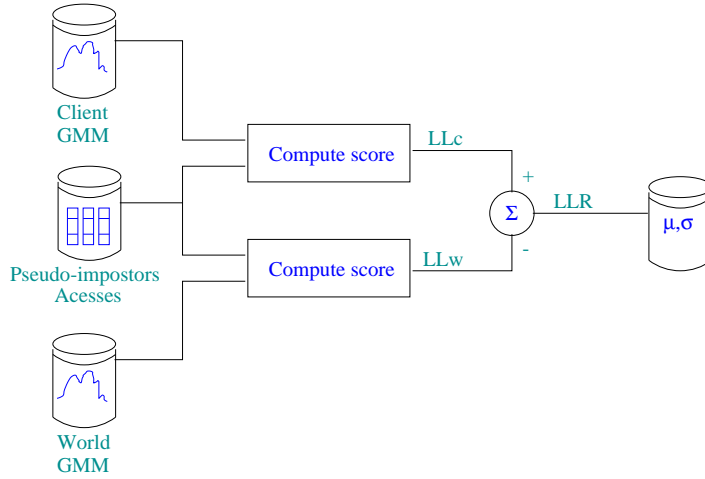 Client
GMM
Compute score
LLc
+
Pseudo-impostors
Acesses
Σ
LLR
μ,σ
-
Compute score
LLw
World
GMM